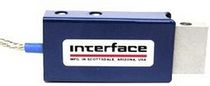 interface
MFG. IN SCOTTSDALE, ARIZONA, USA